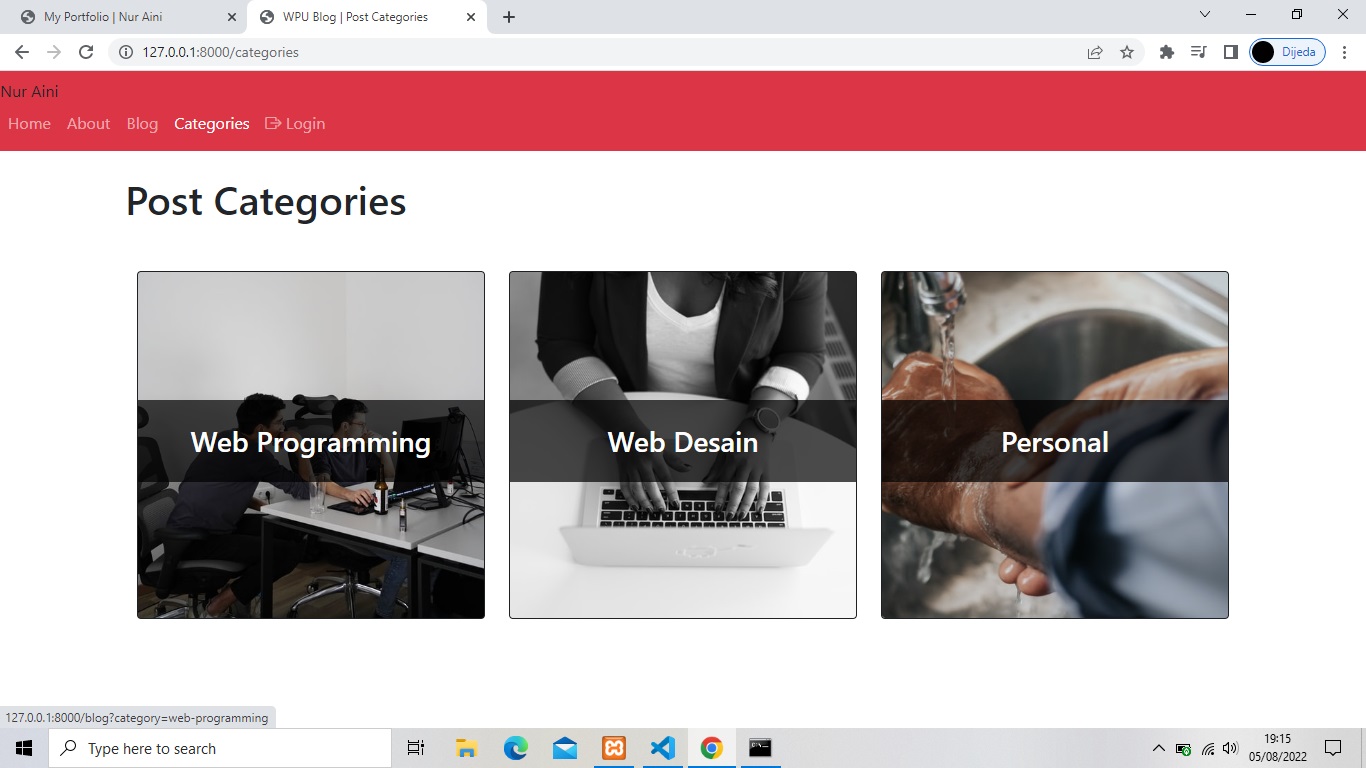 My Portfolio | Nur Aini
WPU Blog | Post Categories
127.0.0.1:8000/categories
Dijeda
Nur Aini
Home About Blog Categories Login
Post Categories
Web Programming
Web Desain
Personal
127.0.0.1:8000/blog?category=web-programming
Type here to search
19:15
05/08/2022